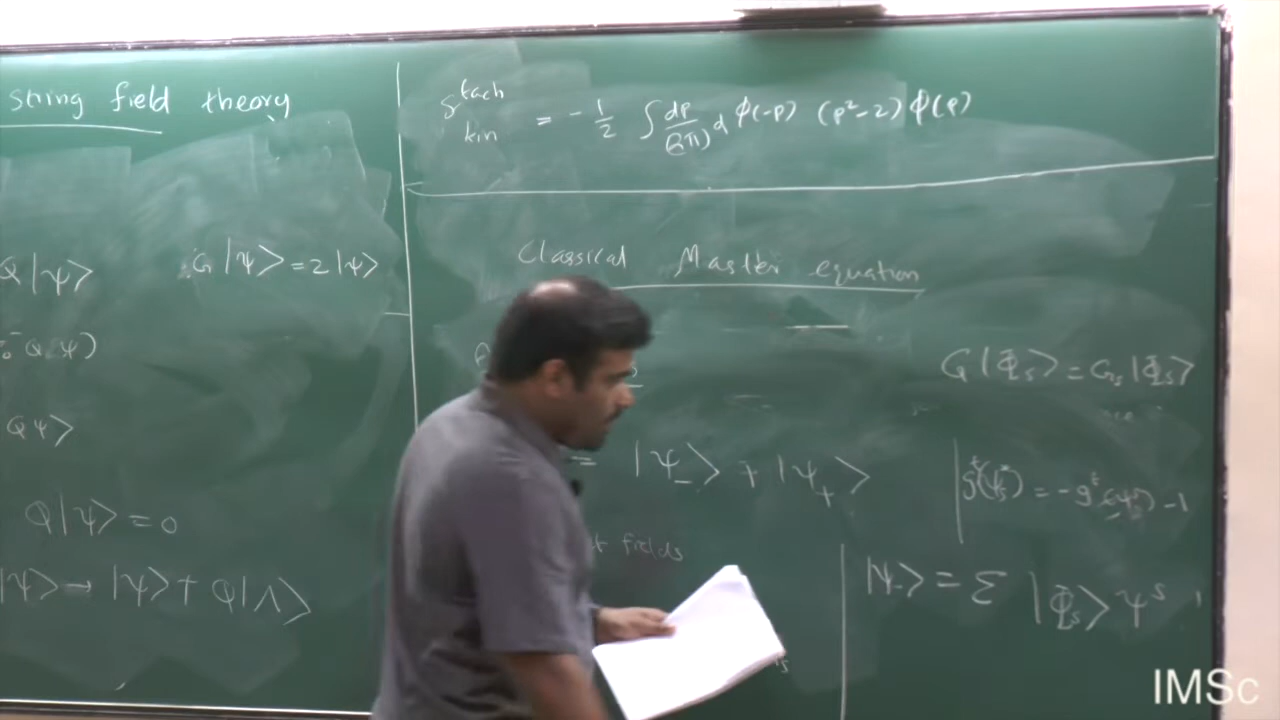 string field theory
Q|ψ⟩ G|ψ⟩ = 2|ψ⟩
Q ψ)
Qψ⟩
Q|ψ⟩ = 0
|ψ⟩ → |ψ⟩ + Q|Λ⟩
S^{tach}_{kin} = -1/2 ∫ dp/(2π)^d φ(-p) (p²-2) φ(p)
Classical Master equation
= |ψ_-⟩ + |ψ_+⟩
fields
G|Φ_s⟩ = G_s|Φ_s⟩
|ψ_-⟩ = Σ |Φ_s⟩ ψ^s
IMSc